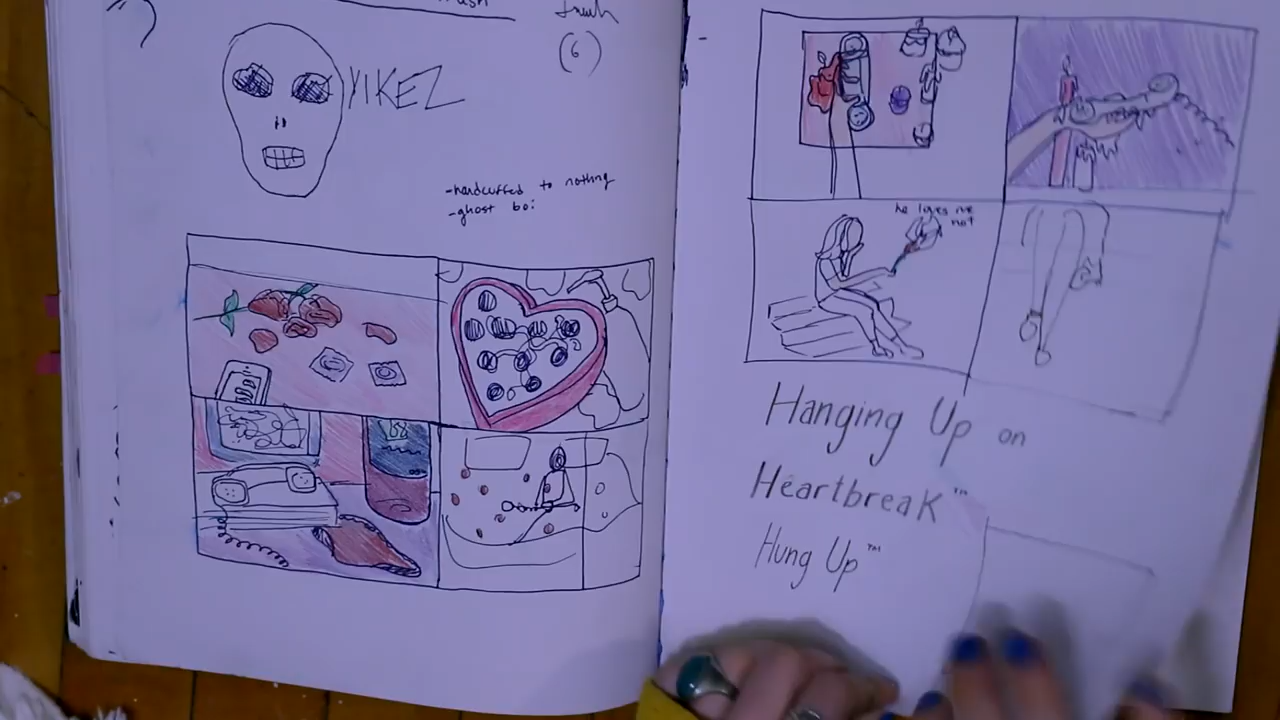 YIKEZ
(6)
-handcuffed to nothing
-ghost boi
he loves me
not
Hanging Up on
Heartbreak™
Hung Up™